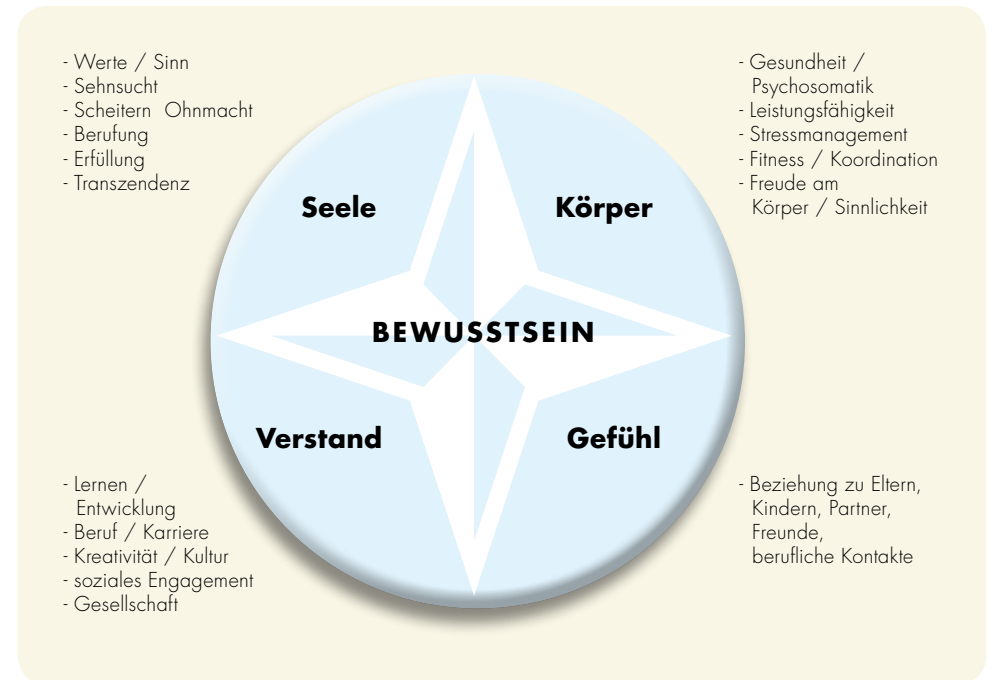 - Werte / Sinn
- Sehnsucht
- Scheitern Ohnmacht
- Berufung
- Erfüllung
- Transzendenz
- Gesundheit /
Psychosomatik
- Leistungsfähigkeit
- Stressmanagement
- Fitness / Koordination
- Freude am
Körper / Sinnlichkeit
Seele
Körper
BEWUSSTSEIN
Verstand
Gefühl
- Lernen /
Entwicklung
- Beruf / Karriere
- Kreativität / Kultur
- soziales Engagement
- Gesellschaft
- Beziehung zu Eltern,
Kindern, Partner,
Freunde,
berufliche Kontakte